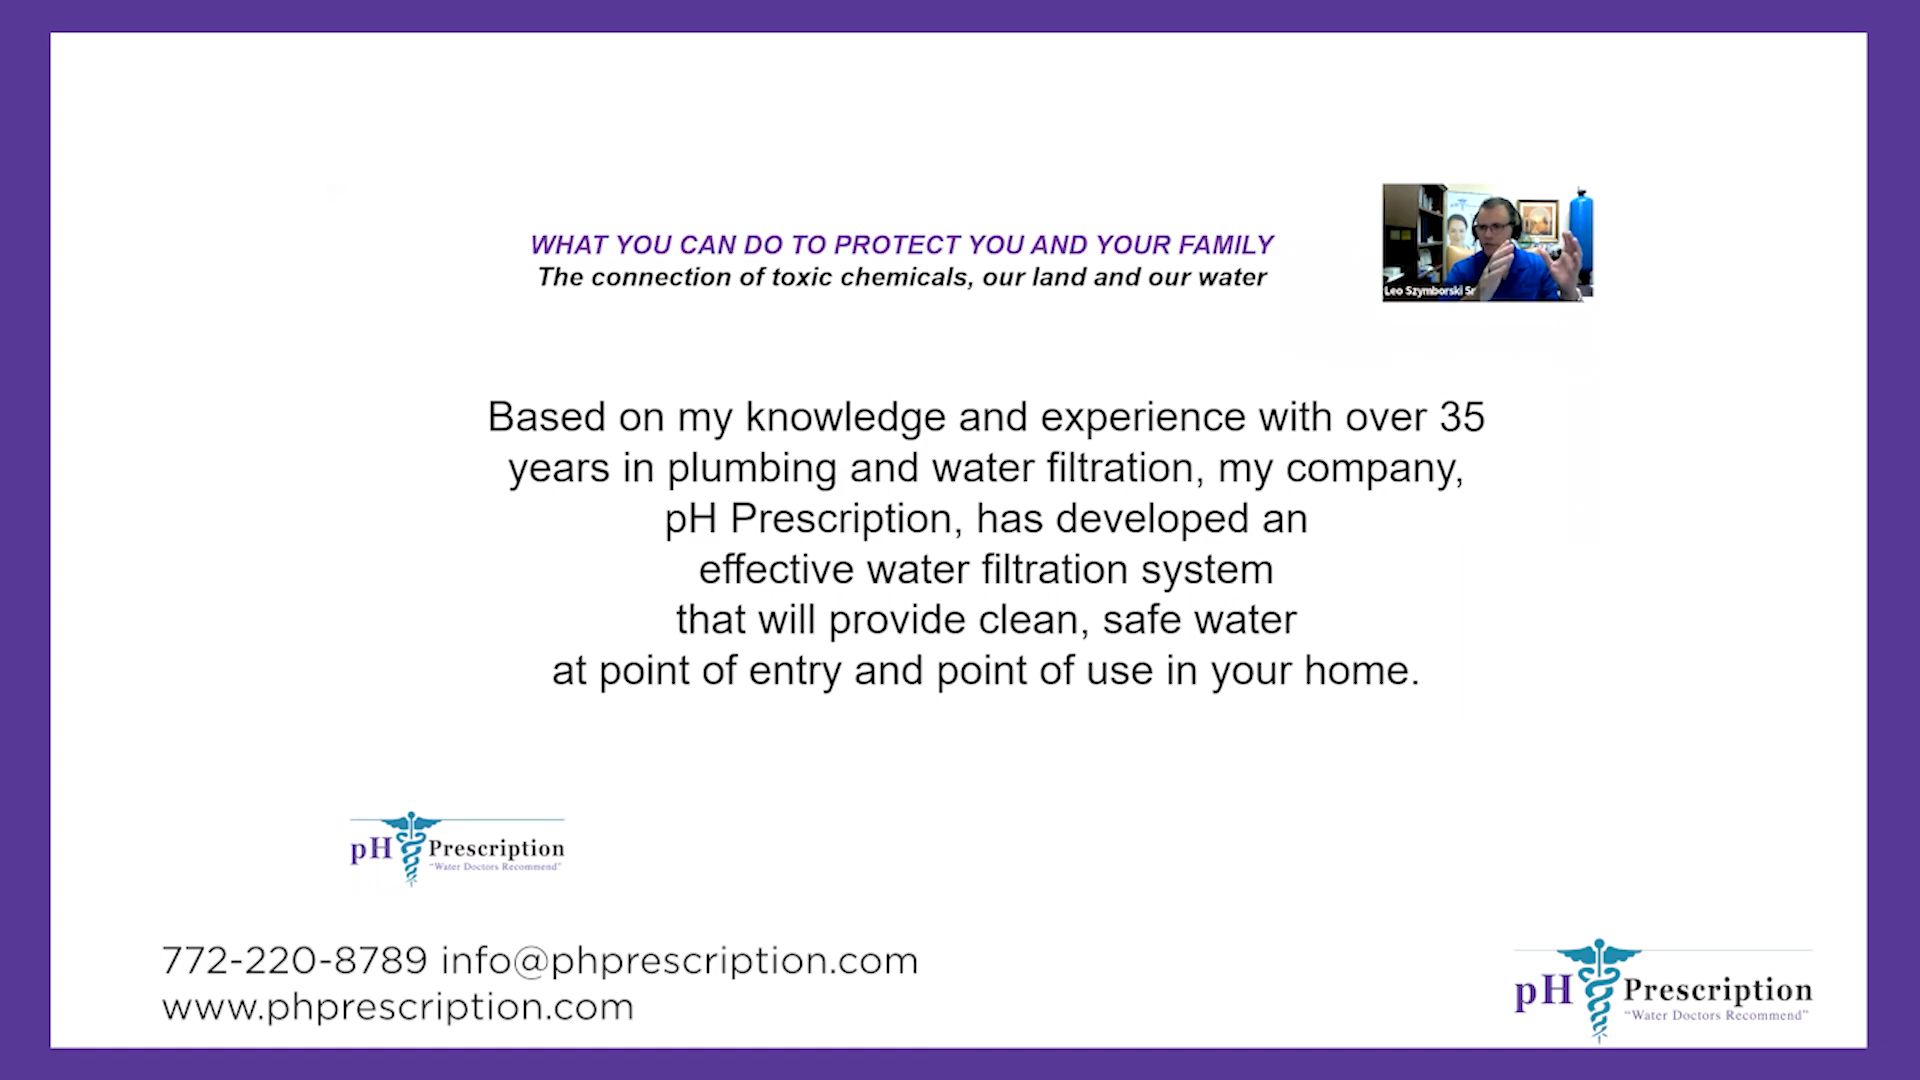 WHAT YOU CAN DO TO PROTECT YOU AND YOUR FAMILY
The connection of toxic chemicals, our land and our water
Leo Szymborski Sr
Based on my knowledge and experience with over 35
years in plumbing and water filtration, my company,
pH Prescription, has developed an
effective water filtration system
that will provide clean, safe water
at point of entry and point of use in your home.
pH Prescription
"Water Doctors Recommend"
772-220-8789 info@phprescription.com
www.phprescription.com
pH Prescription
"Water Doctors Recommend"